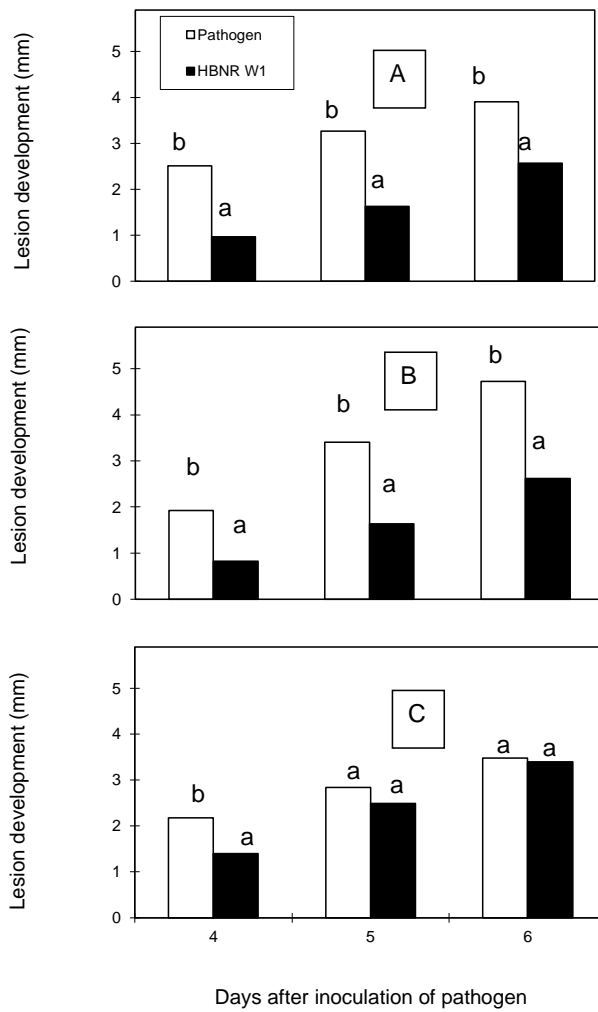 Pathogen
HBNR W1
A
Lesion development (mm)
5
4
3
2
1
0
b
a
b
a
b
a
B
Lesion development (mm)
5
4
3
2
1
0
b
a
b
a
b
a
C
Lesion development (mm)
5
4
3
2
1
0
b
a
a
a
a
a
4
5
6
Days after inoculation of pathogen